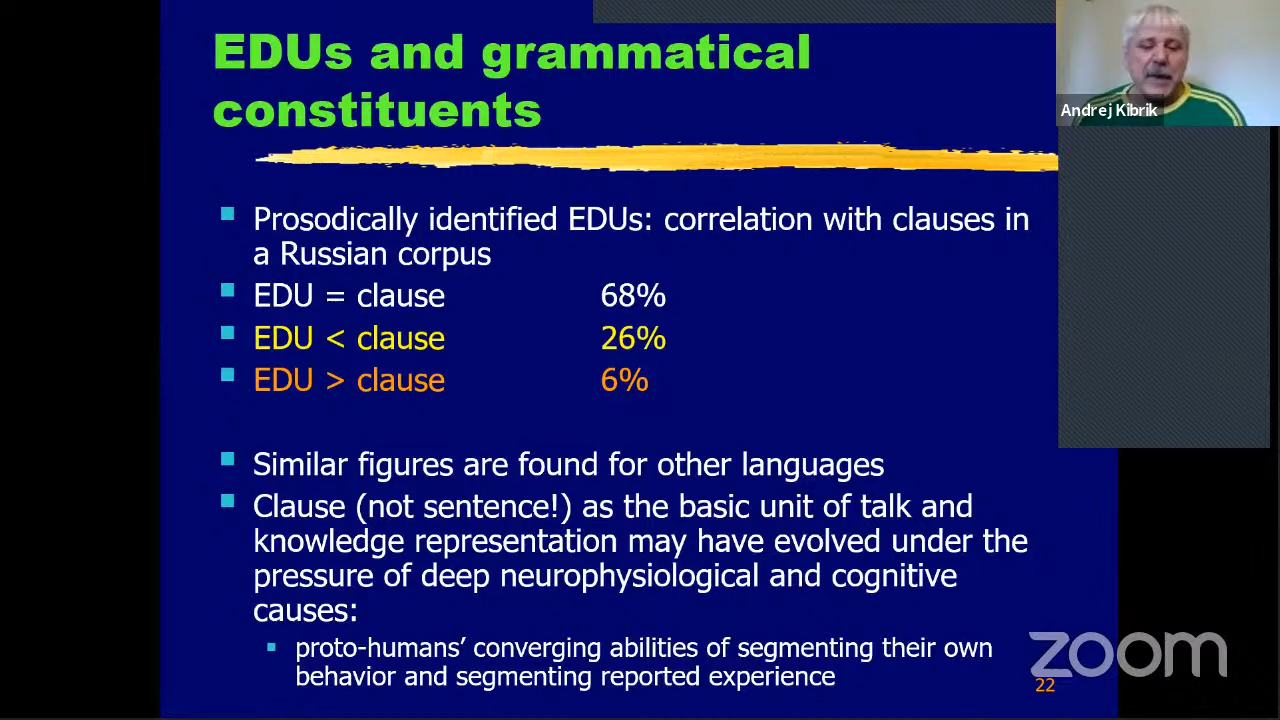 EDUs and grammatical
constituents
Andrej Kibrik
Prosodically identified EDUs: correlation with clauses in
a Russian corpus
EDU = clause 68%
EDU < clause 26%
EDU > clause 6%
Similar figures are found for other languages
Clause (not sentence!) as the basic unit of talk and
knowledge representation may have evolved under the
pressure of deep neurophysiological and cognitive
causes:
proto-humans’ converging abilities of segmenting their own
behavior and segmenting reported experience
zoom
22